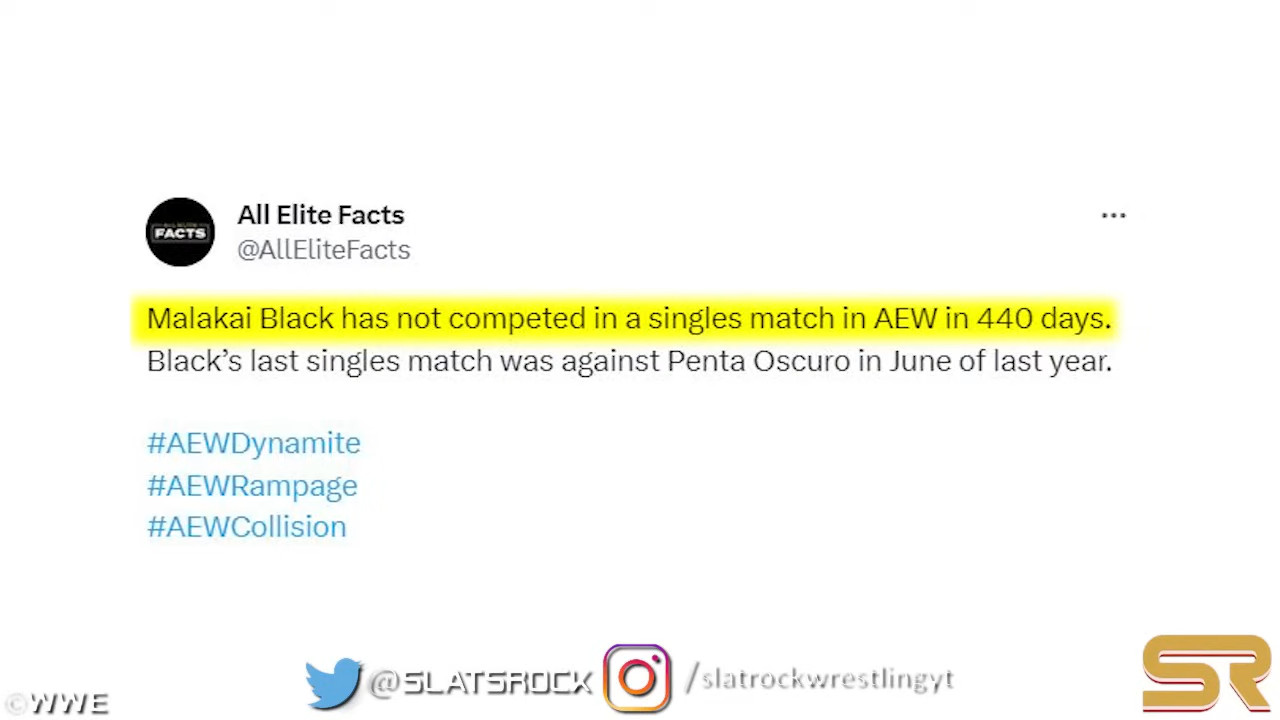 All Elite Facts
FACTS
@AllEliteFacts
Malakai Black has not competed in a singles match in AEW in 440 days.
Black’s last singles match was against Penta Oscuro in June of last year.
#AEWDynamite
#AEWRampage
#AEWCollision
@SLATSROCK
/slatrockwrestlingyt
SR
©WWE